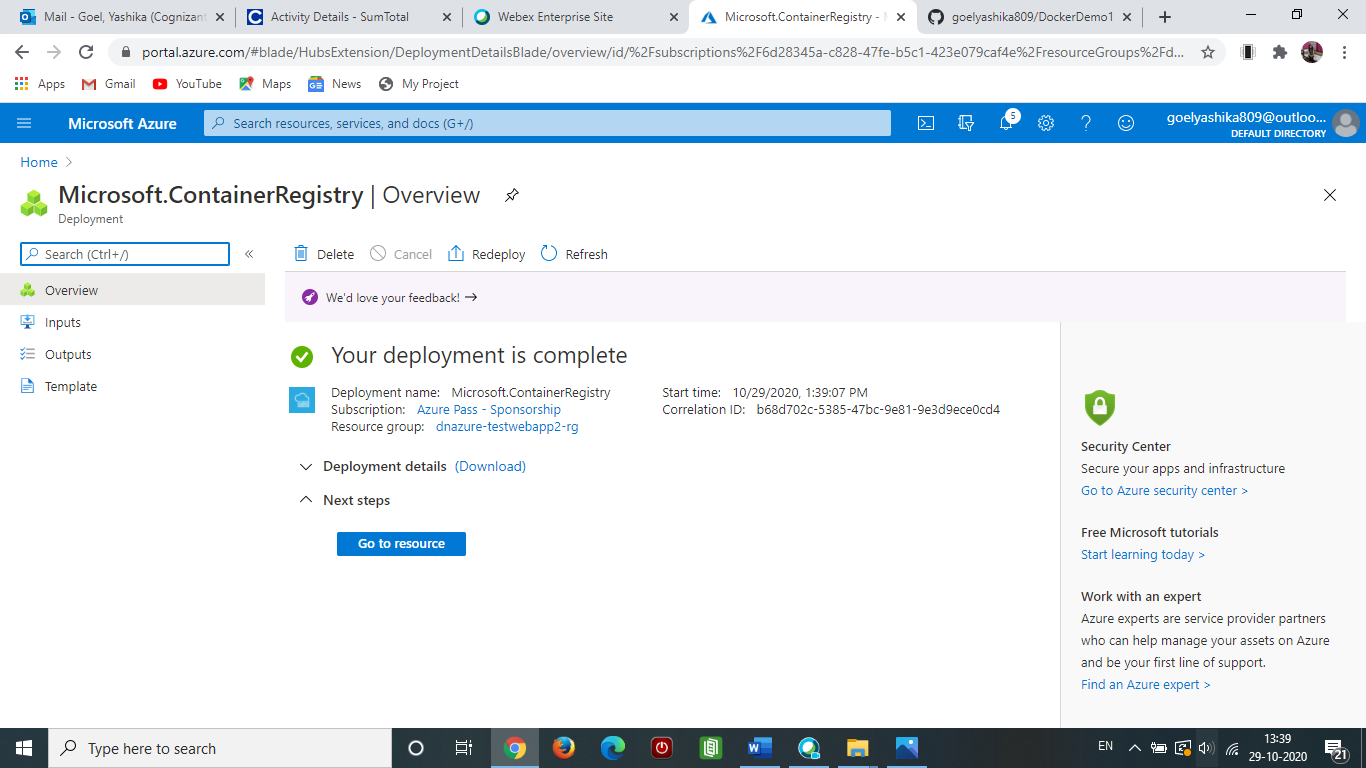 Mail - Goel, Yashika (Cognizant
Activity Details - SumTotal
Webex Enterprise Site
Microsoft.ContainerRegistry -
goelyashika809/DockerDemo1
portal.azure.com/#blade/HubsExtension/DeploymentDetailsBlade/overview/id/%2Fsubscriptions%2F6d28345a-c828-47fe-b5c1-423e079caf4e%2FresourceGroups%2Fd...
Apps
Gmail
YouTube
Maps
News
My Project
Microsoft Azure
Search resources, services, and docs (G+/)
5
goelyashika809@outloo...
DEFAULT DIRECTORY
Home
Microsoft.ContainerRegistry | Overview
Deployment
Search (Ctrl+/)
Delete
Cancel
Redeploy
Refresh
Overview
Inputs
Outputs
Template
We'd love your feedback!
Your deployment is complete
Deployment name: Microsoft.ContainerRegistry
Subscription: Azure Pass - Sponsorship
Resource group: dnazure-testwebapp2-rg
Start time: 10/29/2020, 1:39:07 PM
Correlation ID: b68d702c-5385-47bc-9e81-9e3d9ece0cd4
Deployment details (Download)
Next steps
Go to resource
Security Center
Secure your apps and infrastructure
Go to Azure security center >
Free Microsoft tutorials
Start learning today >
Work with an expert
Azure experts are service provider partners
who can help manage your assets on Azure
and be your first line of support.
Find an Azure expert >
Type here to search
EN
13:39
29-10-2020
21